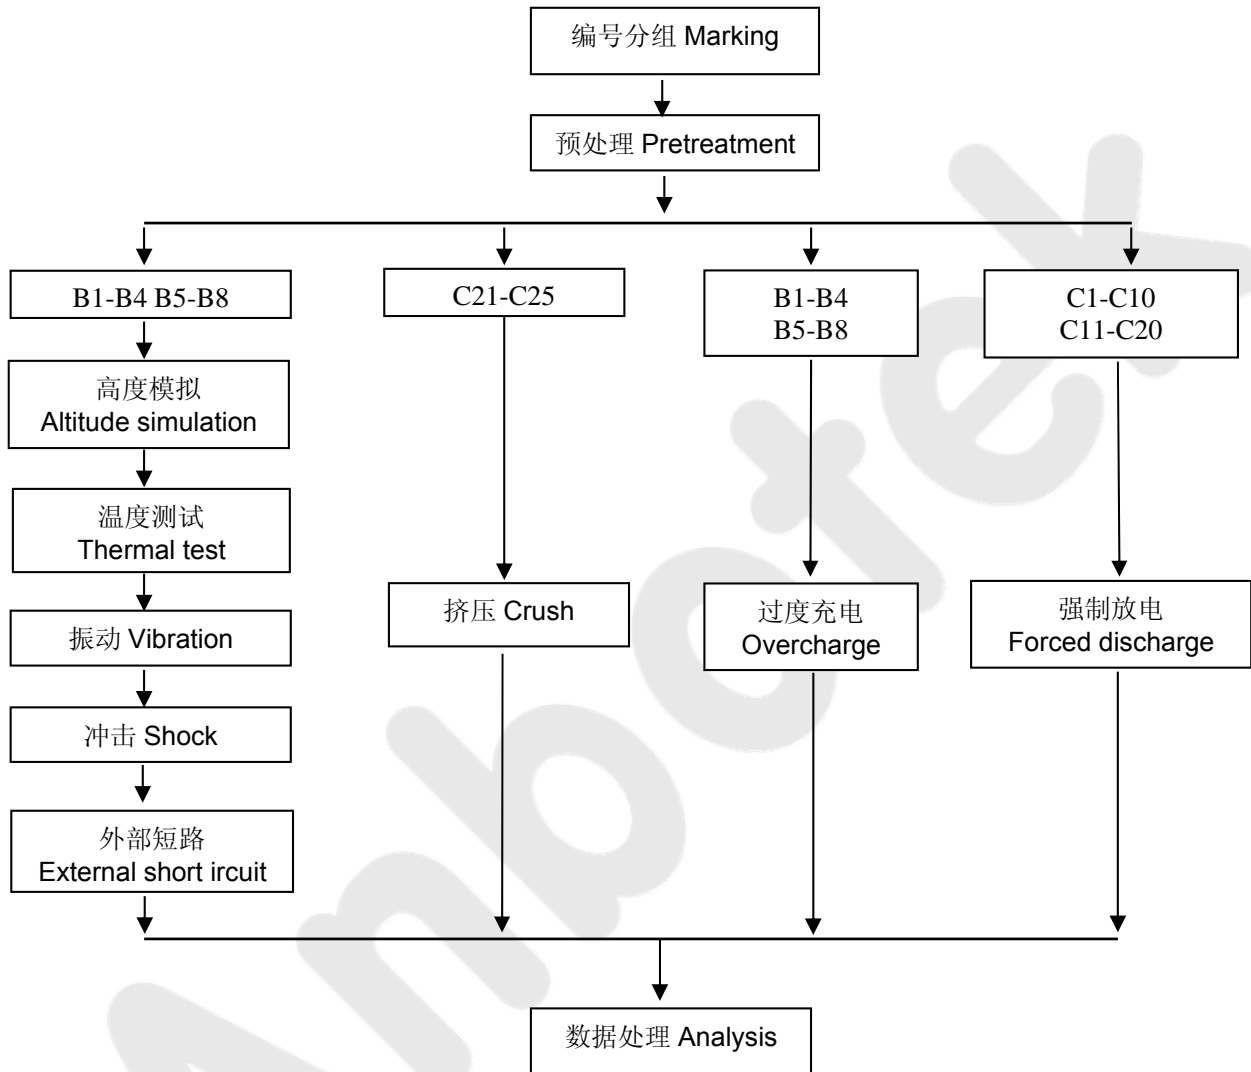 编号分组 Marking
预处理 Pretreatment
B1-B4 B5-B8
C21-C25
B1-B4
B5-B8
C1-C10
C11-C20
高度模拟
Altitude simulation
温度测试
Thermal test
振动 Vibration
挤压 Crush
过度充电
Overcharge
强制放电
Forced discharge
冲击 Shock
外部短路
External short ircuit
数据处理 Analysis
Anbotek